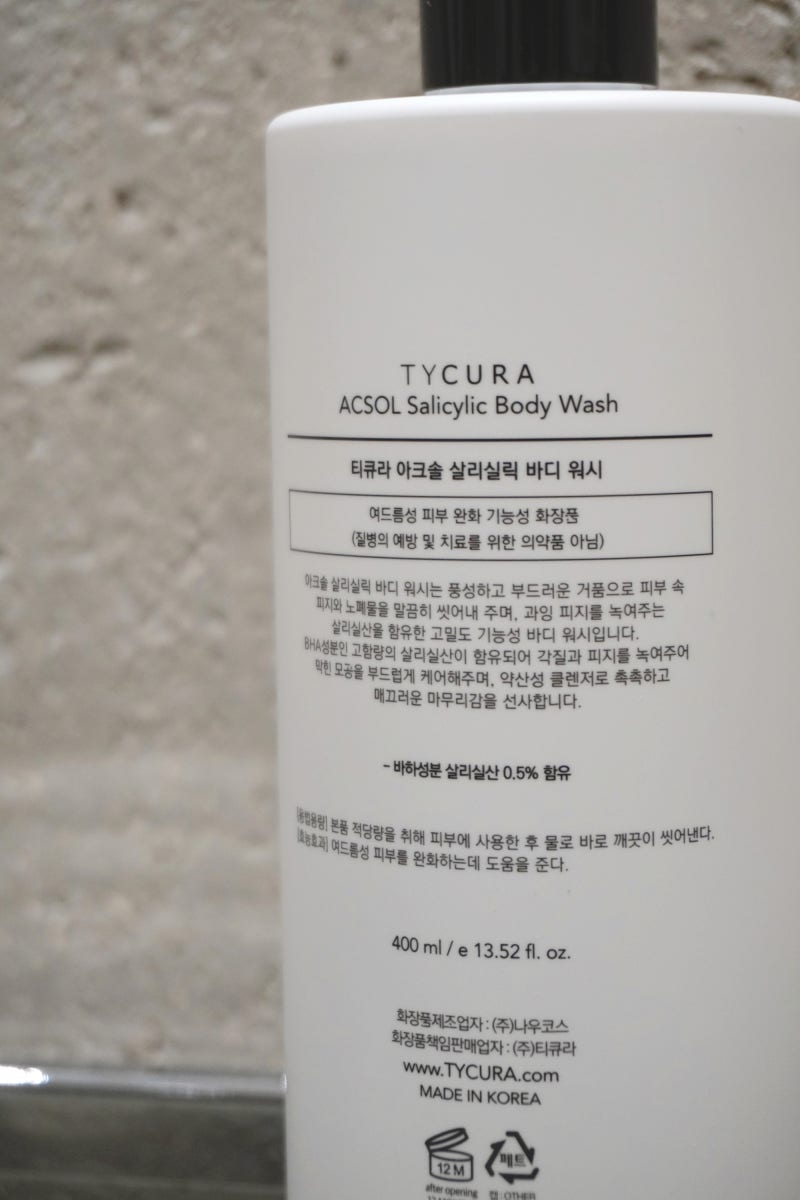 TYCURA
ACSOL Salicylic Body Wash
티큐라 아크솔 살리실릭 바디 워시
여드름성 피부 완화 기능성 화장품
(질병의 예방 및 치료를 위한 의약품 아님)
아크솔 살리실릭 바디 워시는 풍성하고 부드러운 거품으로 피부 속
피지와 노폐물을 말끔히 씻어내 주며, 과잉 피지를 녹여주는
살리실산을 함유한 고밀도 기능성 바디 워시입니다.
BHA성분인 고함량의 살리실산이 함유되어 각질과 피지를 녹여주어
막힌 모공을 부드럽게 케어해주며, 약산성 클렌저로 촉촉하고
매끄러운 마무리감을 선사합니다.
- 바하성분 살리실산 0.5% 함유
[용법용량] 본품 적당량을 취해 피부에 사용한 후 물로 바로 깨끗이 씻어낸다.
[효능효과] 여드름성 피부를 완화하는데 도움을 준다.
400 ml / e 13.52 fl. oz.
화장품제조업자 : (주)나우코스
화장품책임판매업자 : (주)티큐라
www.TYCURA.com
MADE IN KOREA
12 M
페트
after opening
캡 : OTHER